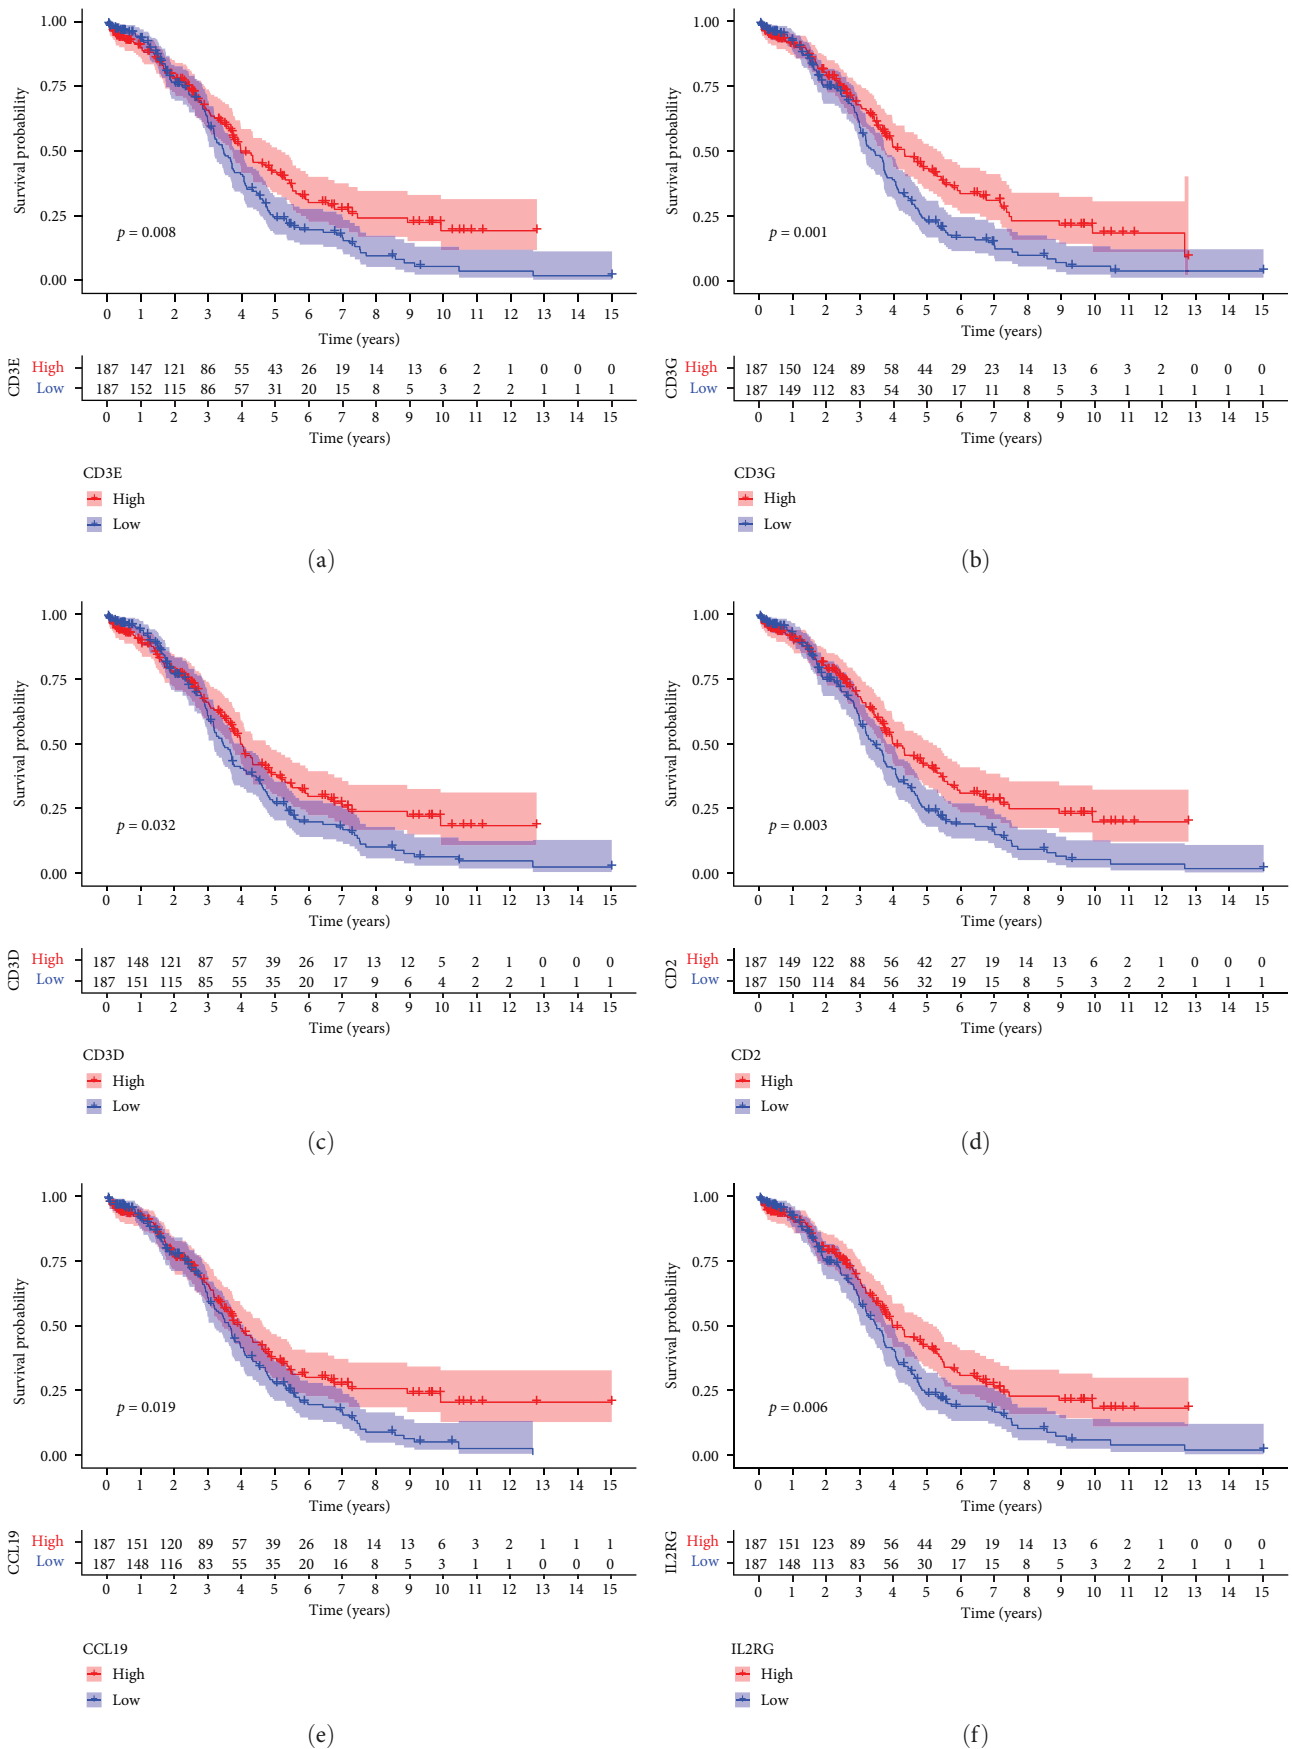 1.00
0.75
0.50
0.25
0.00
Survival probability
p = 0.008
0 1 2 3 4 5 6 7 8 9 10 11 12 13 14 15
Time (years)
CD3E
High 187 147 121 86 55 43 26 19 14 13 6 2 1 0 0 0
Low 187 152 115 86 57 31 20 15 8 5 3 2 2 1 1 1
0 1 2 3 4 5 6 7 8 9 10 11 12 13 14 15
Time (years)
CD3E
High
Low
(a)
1.00
0.75
0.50
0.25
0.00
Survival probability
p = 0.001
0 1 2 3 4 5 6 7 8 9 10 11 12 13 14 15
Time (years)
CD3G
High 187 150 124 89 58 44 29 23 14 13 6 3 2 0 0 0
Low 187 149 112 83 54 30 17 11 8 5 3 1 1 1 1 1
0 1 2 3 4 5 6 7 8 9 10 11 12 13 14 15
Time (years)
CD3G
High
Low
(b)
1.00
0.75
0.50
0.25
0.00
Survival probability
p = 0.032
0 1 2 3 4 5 6 7 8 9 10 11 12 13 14 15
Time (years)
CD3D
High 187 148 121 87 57 39 26 17 13 12 5 2 1 0 0 0
Low 187 151 115 85 55 35 20 17 9 6 4 2 2 1 1 1
0 1 2 3 4 5 6 7 8 9 10 11 12 13 14 15
Time (years)
CD3D
High
Low
(c)
1.00
0.75
0.50
0.25
0.00
Survival probability
p = 0.003
0 1 2 3 4 5 6 7 8 9 10 11 12 13 14 15
Time (years)
CD2
High 187 149 122 88 56 42 27 19 14 13 6 2 1 0 0 0
Low 187 150 114 84 56 32 19 15 8 5 3 2 2 1 1 1
0 1 2 3 4 5 6 7 8 9 10 11 12 13 14 15
Time (years)
CD2
High
Low
(d)
1.00
0.75
0.50
0.25
0.00
Survival probability
p = 0.019
0 1 2 3 4 5 6 7 8 9 10 11 12 13 14 15
Time (years)
CCL19
High 187 151 120 89 57 39 26 18 14 13 6 3 2 1 1 1
Low 187 148 116 83 55 35 20 16 8 5 3 1 1 0 0 0
0 1 2 3 4 5 6 7 8 9 10 11 12 13 14 15
Time (years)
CCL19
High
Low
(e)
1.00
0.75
0.50
0.25
0.00
Survival probability
p = 0.006
0 1 2 3 4 5 6 7 8 9 10 11 12 13 14 15
Time (years)
IL2RG
High 187 151 123 89 56 44 29 19 14 13 6 2 1 0 0 0
Low 187 148 113 83 56 30 17 15 8 5 3 2 2 1 1 1
0 1 2 3 4 5 6 7 8 9 10 11 12 13 14 15
Time (years)
IL2RG
High
Low
(f)